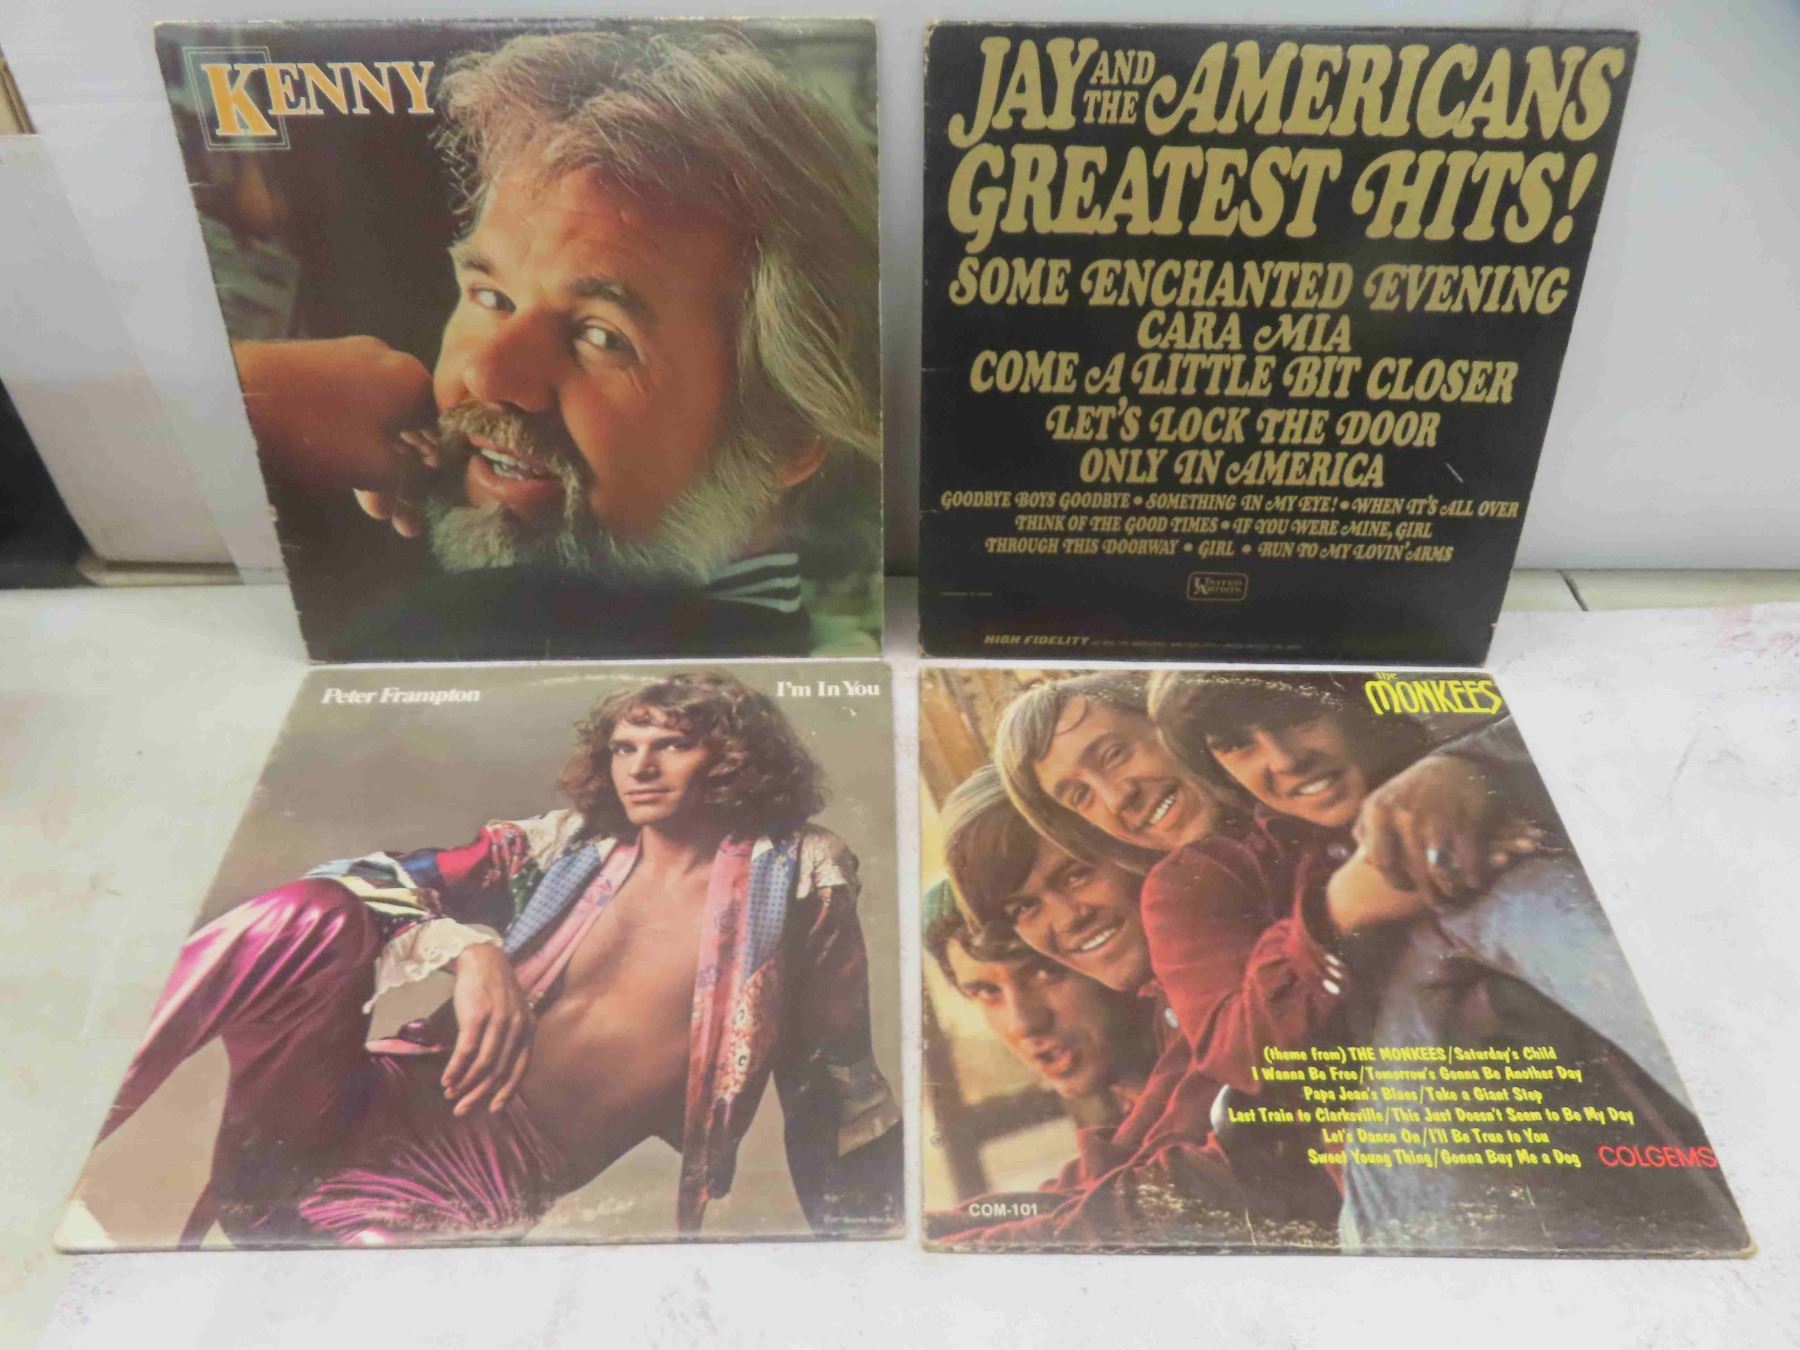 KENNY
JAY AND THE AMERICANS
GREATEST HITS!
SOME ENCHANTED EVENING
CARA MIA
COME A LITTLE BIT CLOSER
LET'S LOCK THE DOOR
ONLY IN AMERICA
GOODBYE BOYS GOODBYE • SOMETHING IN MY EYE! • WHEN IT'S ALL OVER
THINK OF THE GOOD TIMES • IF YOU WERE MINE, GIRL
THROUGH THIS DOORWAY • GIRL • RUN TO MY LOVIN' ARMS
UNITED
ARTISTS
HIGH FIDELITY
Peter Frampton
I'm In You
the
MONKEES
(theme from) THE MONKEES/Saturday's Child
I Wanna Be Free/Tomorrow's Gonna Be Another Day
Papa Jean's Blues/Take a Giant Step
Last Train to Clarksville/This Just Doesn't Seem to Be My Day
Let's Dance On/I'll Be True to You
Sweet Young Thing/Gonna Buy Me a Dog
COLGEMS
COM-101